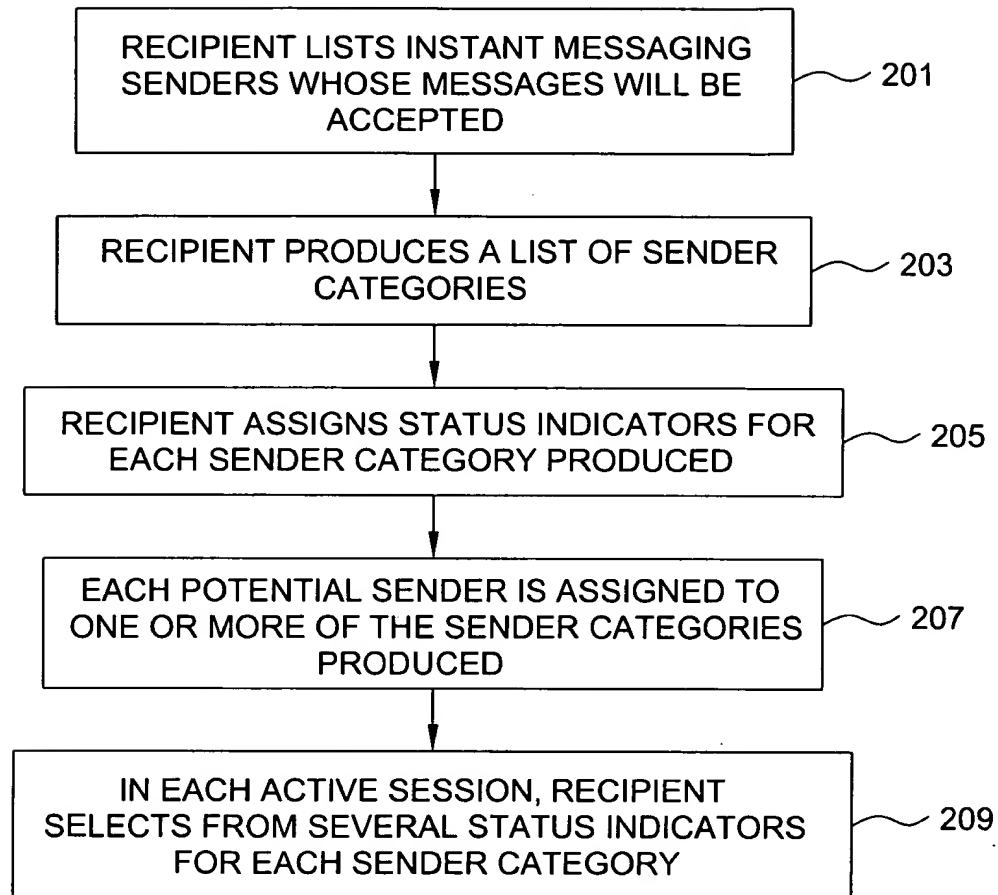 RECIPIENT LISTS INSTANT MESSAGING
SENDERS WHOSE MESSAGES WILL BE
ACCEPTED
201
RECIPIENT PRODUCES A LIST OF SENDER
CATEGORIES
203
RECIPIENT ASSIGNS STATUS INDICATORS FOR
EACH SENDER CATEGORY PRODUCED
205
EACH POTENTIAL SENDER IS ASSIGNED TO
ONE OR MORE OF THE SENDER CATEGORIES
PRODUCED
207
IN EACH ACTIVE SESSION, RECIPIENT
SELECTS FROM SEVERAL STATUS INDICATORS
FOR EACH SENDER CATEGORY
209